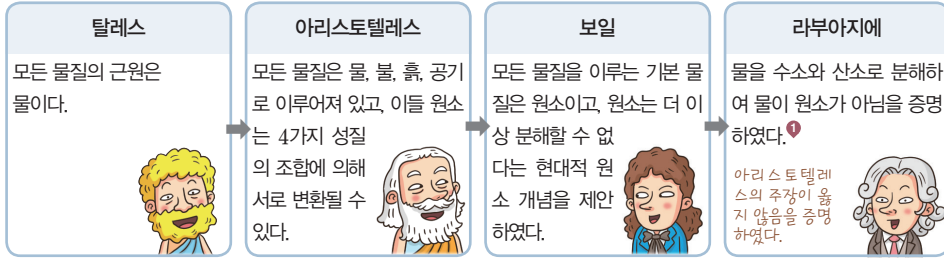 탈레스
모든 물질의 근원은
물이다.
아리스토텔레스
모든 물질은 물, 불, 흙, 공기
로 이루어져 있고, 이들 원소
는 4가지 성질
의 조합에 의해
서로 변환될 수
있다.
보일
모든 물질을 이루는 기본 물
질은 원소이고, 원소는 더 이
상 분해할 수 없
다는 현대적 원
소 개념을 제안
하였다.
라부아지에
물을 수소와 산소로 분해하
여 물이 원소가 아님을 증명
하였다.❶
아리스토텔레
스의 주장이 옳
지 않음을 증명
하였다.